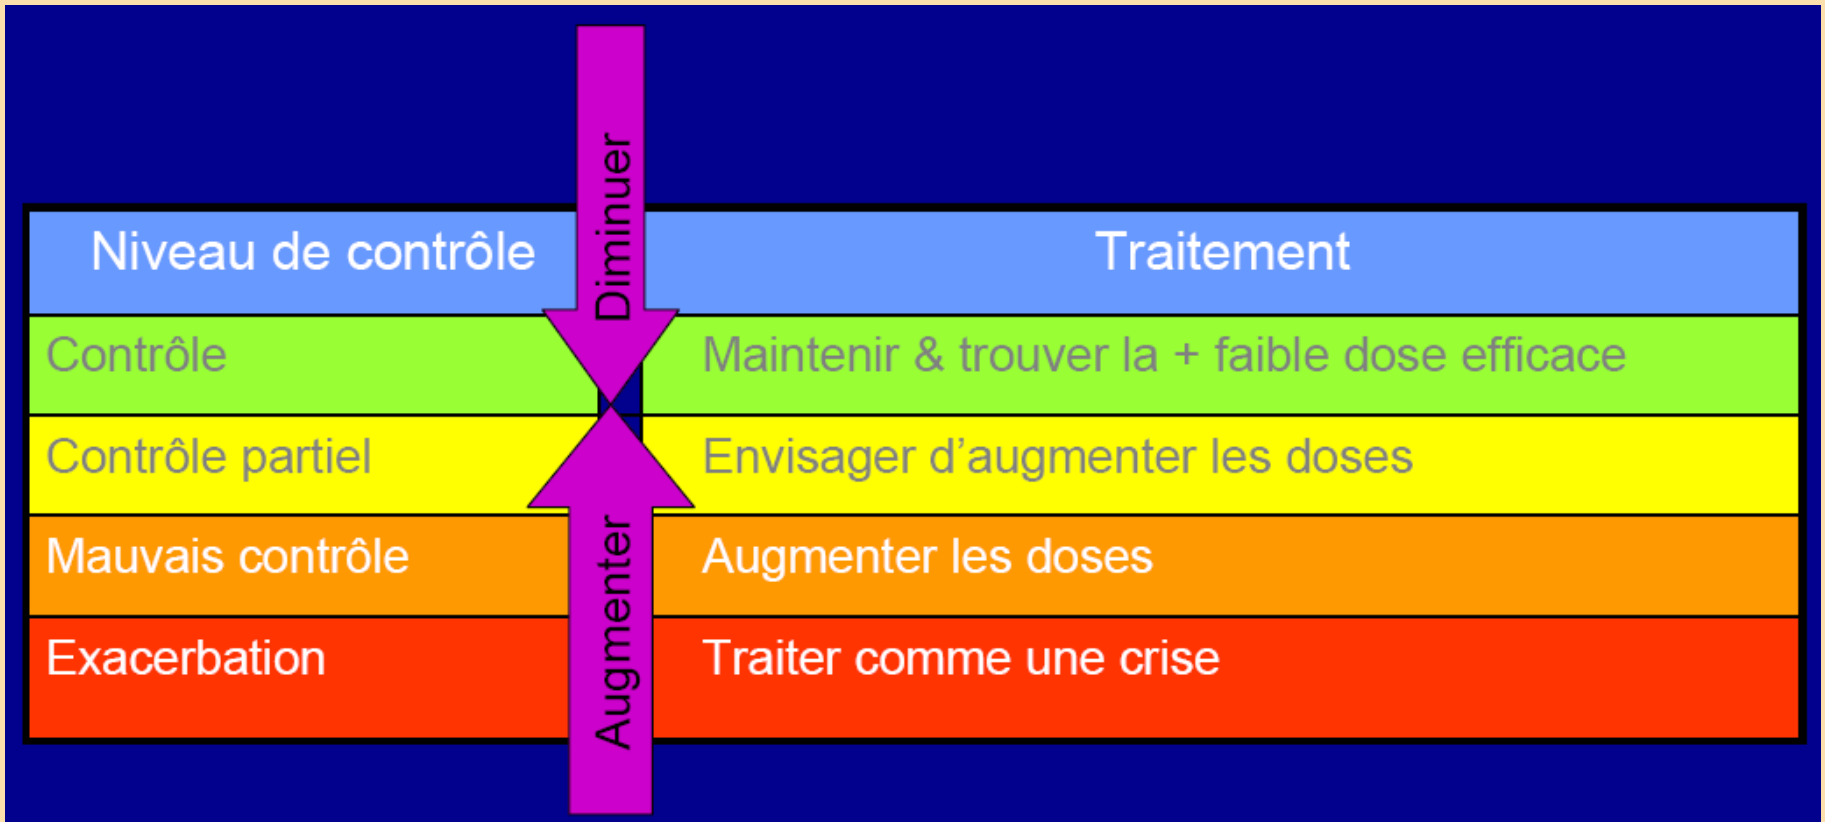 Diminuer
Niveau de contrôle
Traitement
Contrôle
Maintenir & trouver la + faible dose efficace
Contrôle partiel
Envisager d’augmenter les doses
Mauvais contrôle
Augmenter les doses
Exacerbation
Traiter comme une crise
Augmenter